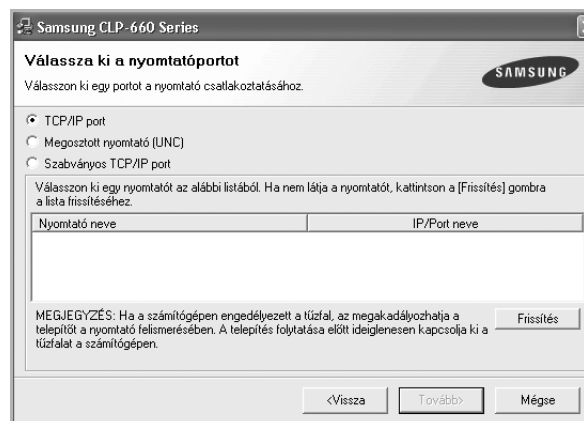 Samsung CLP-660 Series
Válassza ki a nyomtatóportot
Válasszon ki egy portot a nyomtató csatlakoztatásához.
SAMSUNG
TCP/IP port
Megosztott nyomtató (UNC)
Szabványos TCP/IP port
Válasszon ki egy nyomtatót az alábbi listából. Ha nem látja a nyomtatót, kattintson a [Frissítés] gombra
a lista frissítéséhez.
Nyomtató neve IP/Port neve
MEGJEGYZÉS: Ha a számítógépen engedélyezett a tűzfal, az megakadályozhatja a
telepítőt a nyomtató felismerésében. A telepítés folytatása előtt ideiglenesen kapcsolja ki a
tűzfalat a számítógépen.
Frissítés
<Vissza Tovább> Mégse